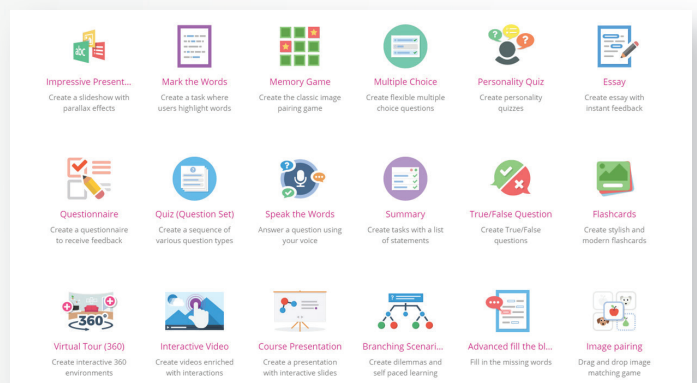 Impressive Present...
Create a slideshow with
parallax effects
Mark the Words
Create a task where
users highlight words
Memory Game
Create the classic image
pairing game
Multiple Choice
Create flexible multiple
choice questions
Personality Quiz
Create personality
quizzes
Essay
Create essay with
instant feedback
Questionnaire
Create a questionnaire
to receive feedback
Quiz (Question Set)
Create a sequence of
various question types
Speak the Words
Answer a question using
your voice
Summary
Create tasks with a list
of statements
True/False Question
Create True/False
questions
Flashcards
Create stylish and
modern flashcards
360°
Virtual Tour (360)
Create interactive 360
environments
Interactive Video
Create videos enriched
with interactions
Course Presentation
Create a presentation
with interactive slides
Branching Scenari...
Create dilemmas and
self paced learning
Advanced fill the bl...
Fill in the missing words
Image pairing
Drag and drop image
matching game